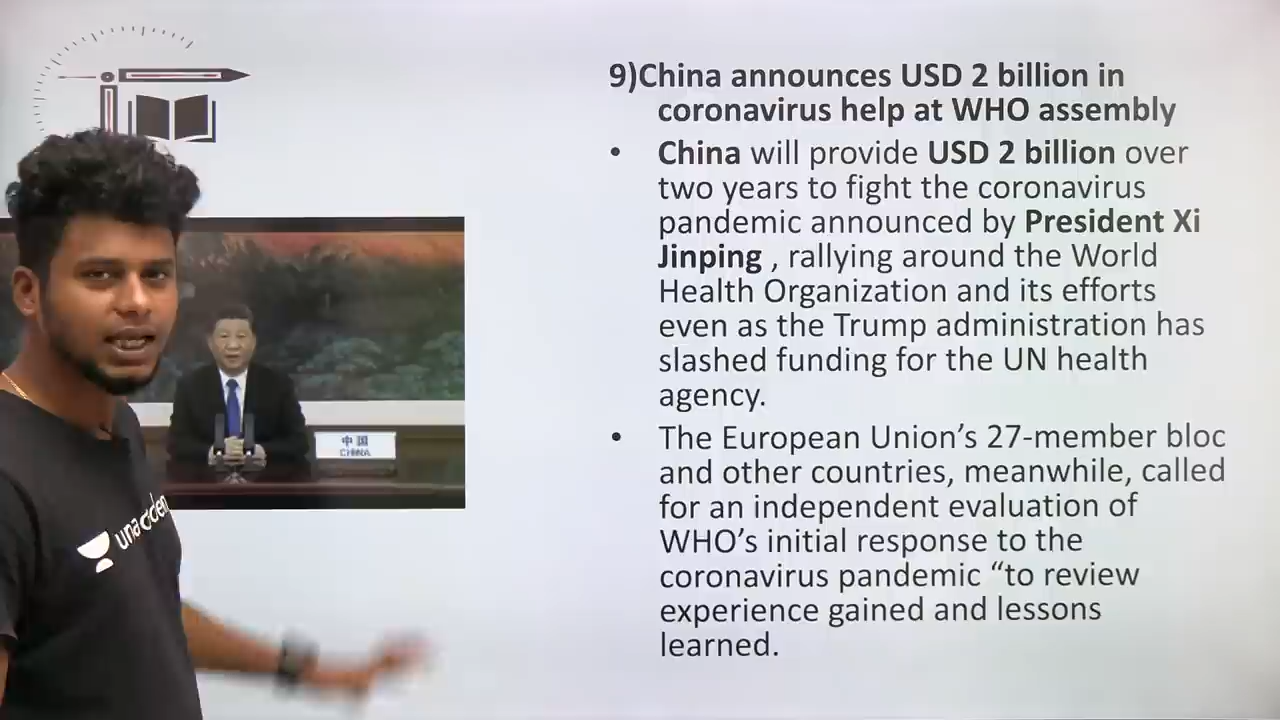 9)China announces USD 2 billion in
coronavirus help at WHO assembly
• China will provide USD 2 billion over
two years to fight the coronavirus
pandemic announced by President Xi
Jinping , rallying around the World
Health Organization and its efforts
even as the Trump administration has
slashed funding for the UN health
agency.
• The European Union’s 27-member bloc
and other countries, meanwhile, called
for an independent evaluation of
WHO’s initial response to the
coronavirus pandemic “to review
experience gained and lessons
learned.
中国
CHINA